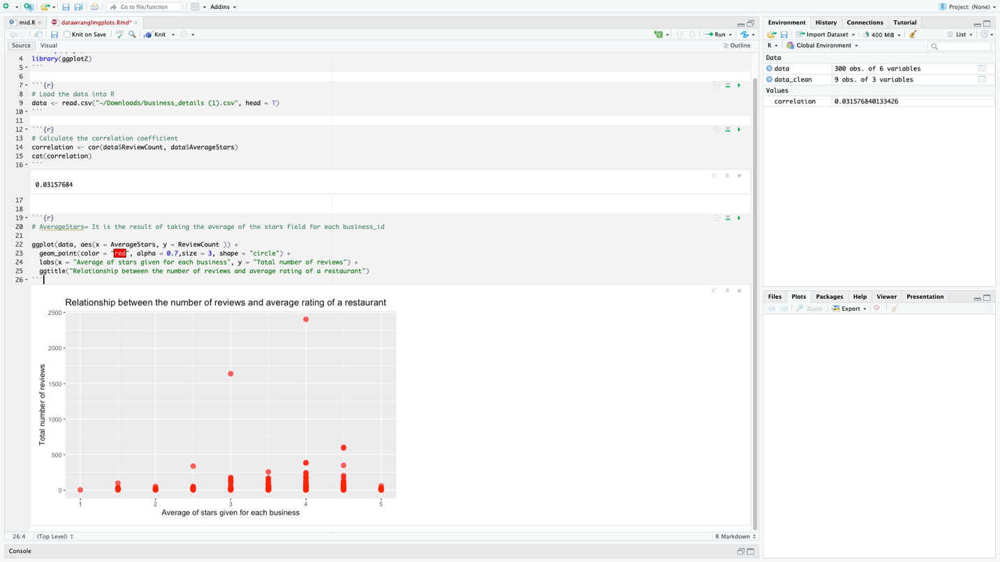 Go to file/function
Addins
Project: (None)
mid.R
datawranglingplots.Rmd*
Knit on Save
ABC
Knit
Run
Source
Visual
Outline
4 library(ggplot2)
5 ```
6
7 ```{r}
8 # Load the data into R
9 data <- read.csv("~/Downloads/business_details (1).csv", head = T)
10 ```
11
12 ```{r}
13 # Calculate the correlation coefficient
14 correlation <- cor(data$ReviewCount, data$AverageStars)
15 cat(correlation)
16 ```
0.03157684
17
18
19 ```{r}
20 # AverageStars= It is the result of taking the average of the stars field for each business_id
21
22 ggplot(data, aes(x = AverageStars, y = ReviewCount )) +
23 geom_point(color = "red", alpha = 0.7,size = 3, shape = "circle") +
24 labs(x = "Average of stars given for each business", y = "Total number of reviews") +
25 ggtitle("Relationship between the number of reviews and average rating of a restaurant")
26 ```
Relationship between the number of reviews and average rating of a restaurant
2500
2000
1500
1000
500
0
Total number of reviews
1 2 3 4 5
Average of stars given for each business
26:4
(Top Level)
R Markdown
Console
Environment
History
Connections
Tutorial
Import Dataset
400 MiB
List
R
Global Environment
Data
data 300 obs. of 6 variables
data_clean 9 obs. of 3 variables
Values
correlation 0.031576840133426
Files
Plots
Packages
Help
Viewer
Presentation
Zoom
Export